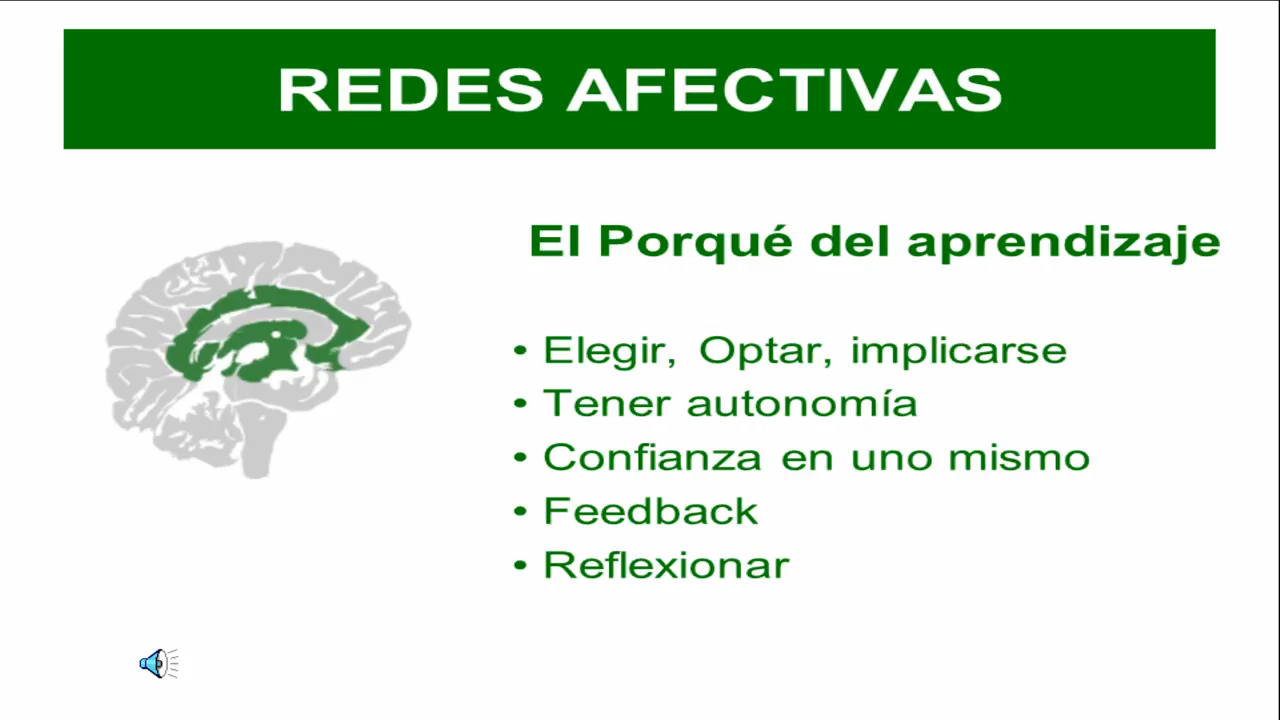 REDES AFECTIVAS
El Porqué del aprendizaje
• Elegir, Optar, implicarse
• Tener autonomía
• Confianza en uno mismo
• Feedback
• Reflexionar